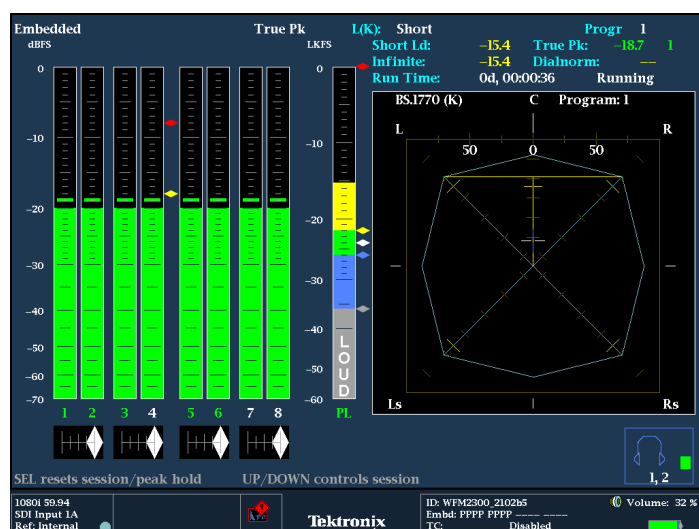 Embedded True Pk L(K): Short Progr 1
dBFS LKFS Short Ld: -15.4 True Pk: -18.7 1
Infinite: -15.4 Dialnorm: --
Run Time: 0d, 00:00:36 Running
0 0
BS.1770 (K) C Program: 1
L R
50 0 50
-10 -10
-20 -20
-30 -30
-40 -40
-50 -50
-60
-70 -60
LOUD
Ls Rs
1 2 3 4 5 6 7 8 PL
SEL resets session/peak hold UP/DOWN controls session
1, 2
1080i 59.94 ID: WFM2300_2102b5 Volume: 32 %
SDI Input 1A Embd: PPPP PPPP ---- ----
Ref: Internal Tektronix TC: Disabled